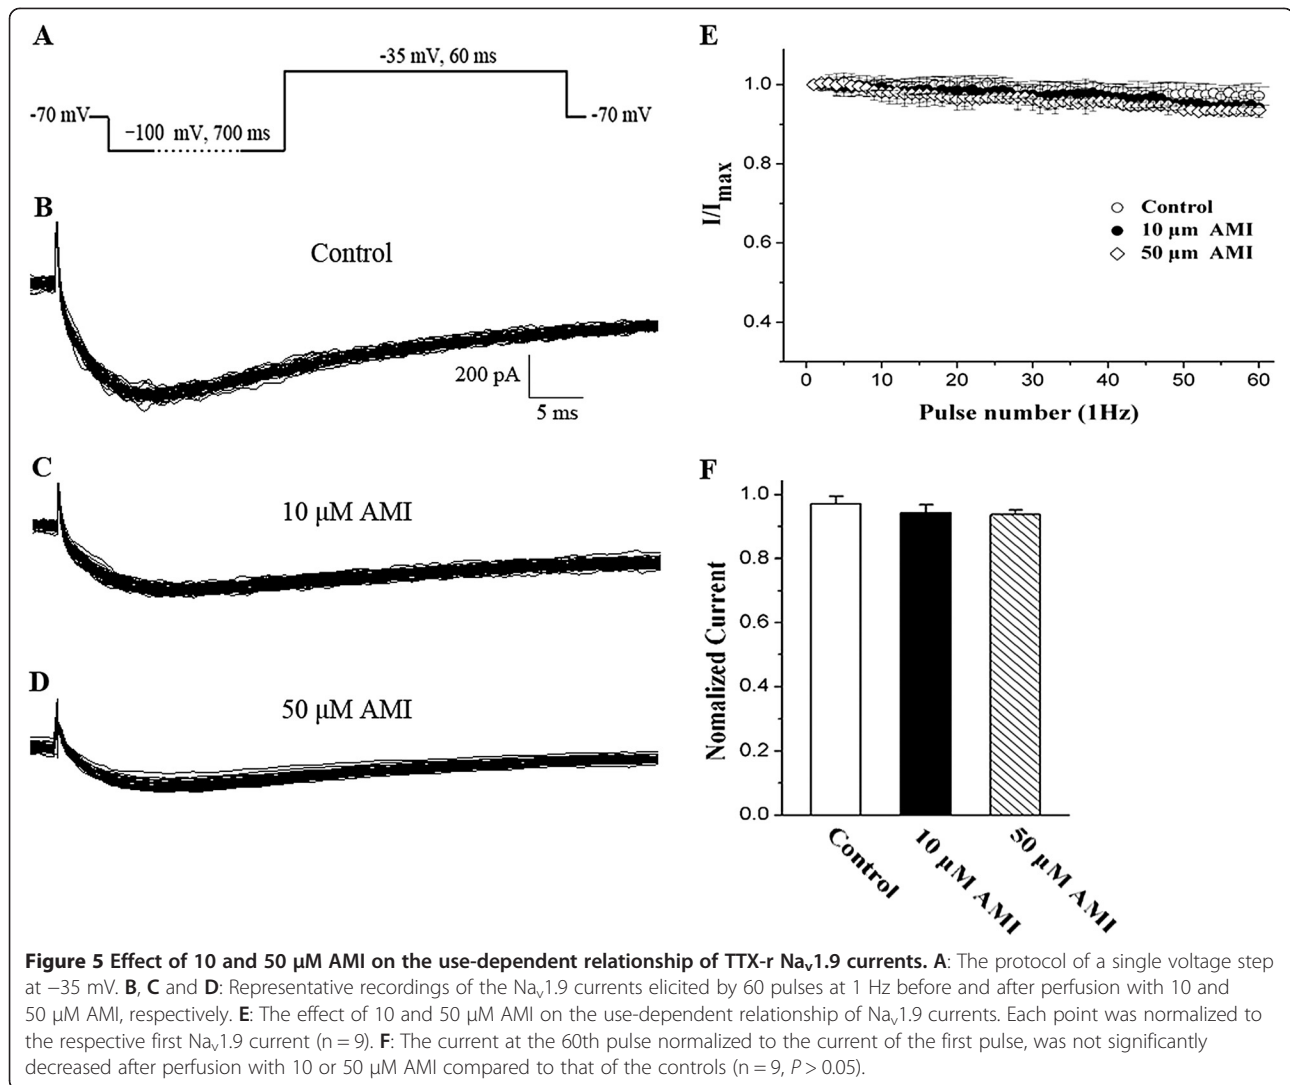 A
-35 mV, 60 ms
-70 mV
-70 mV
−100 mV, 700 ms
B
Control
200 pA
5 ms
C
10 µM AMI
D
50 µM AMI
E
1.0
0.8
0.6
0.4
I/Imax
Control
10 µm AMI
50 µm AMI
0 10 20 30 40 50 60
Pulse number (1Hz)
F
1.0
0.8
0.6
0.4
0.2
0.0
Nomalized Current
Control
10 µM AMI
50 µM AMI
Figure 5 Effect of 10 and 50 µM AMI on the use-dependent relationship of TTX-r Nav1.9 currents. A: The protocol of a single voltage step
at −35 mV. B, C and D: Representative recordings of the Nav1.9 currents elicited by 60 pulses at 1 Hz before and after perfusion with 10 and
50 µM AMI, respectively. E: The effect of 10 and 50 µM AMI on the use-dependent relationship of Nav1.9 currents. Each point was normalized to
the respective first Nav1.9 current (n = 9). F: The current at the 60th pulse normalized to the current of the first pulse, was not significantly
decreased after perfusion with 10 or 50 µM AMI compared to that of the controls (n = 9, P > 0.05).